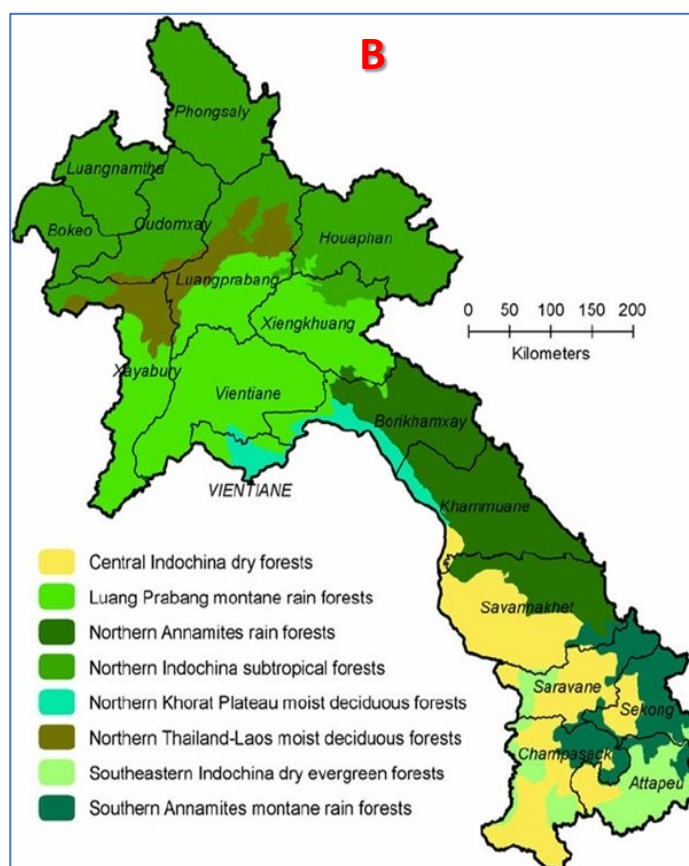 B
Phongsaly
Luangnamtha
Bokeo
Oudomxay
Houaphan
Luangprabang
Xiengkhuang
0 50 100 150 200
Kilometers
Xayabury
Vientiane
Borikhamxay
VIENTIANE
Khammuane
Central Indochina dry forests
Luang Prabang montane rain forests
Savannakhet
Northern Annamites rain forests
Northern Indochina subtropical forests
Northern Khorat Plateau moist deciduous forests
Saravane
Sekong
Northern Thailand-Laos moist deciduous forests
Champasack
Southeastern Indochina dry evergreen forests
Attapeu
Southern Annamites montane rain forests